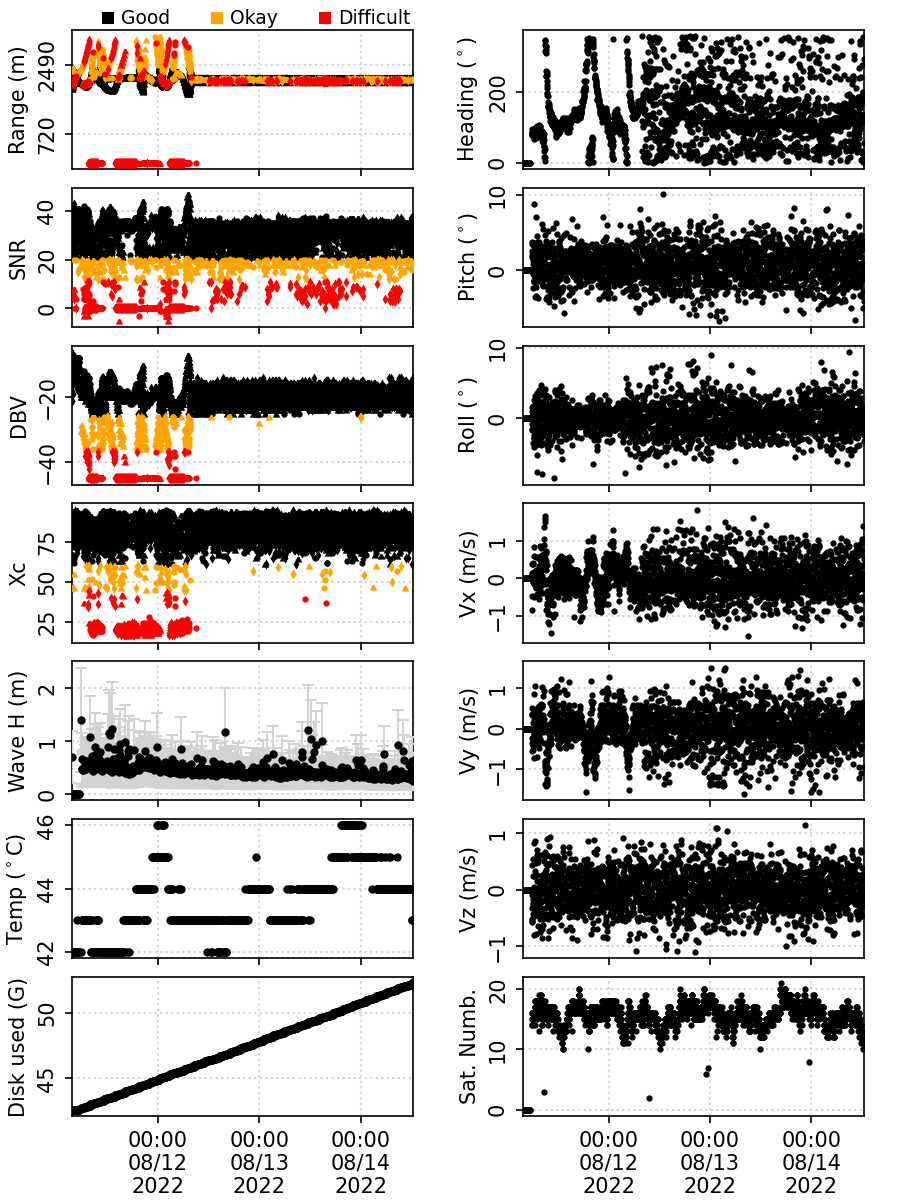 Good Okay Difficult
Range (m)
2490
720
Heading (°)
200
0
SNR
40
20
0
Pitch (°)
10
0
DBV
−20
−40
Roll (°)
10
0
Xc
75
50
25
Vx (m/s)
1
0
−1
Wave H (m)
2
1
0
Vy (m/s)
1
0
−1
Temp (°C)
46
44
42
Vz (m/s)
1
0
−1
Disk used (G)
50
45
Sat. Numb.
20
10
0
00:00 00:00 00:00
08/12 08/13 08/14
2022 2022 2022
00:00 00:00 00:00
08/12 08/13 08/14
2022 2022 2022